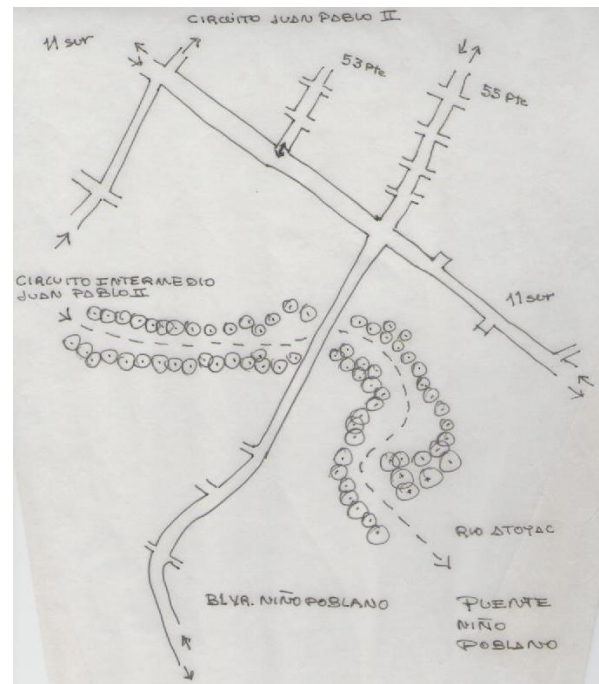 CIRCUITO JUAN PABLO II
11 sur
53 Pte
55 Pte
CIRCUITO INTERMEDIO
JUAN PABLO II
11 sur
RIO ATOYAC
BLVR. NIÑO POBLANO
PUENTE
NIÑO
POBLANO